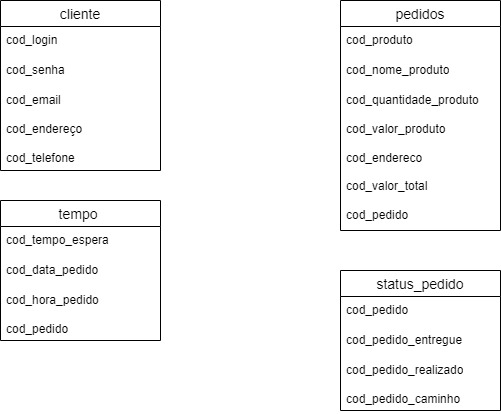 cliente
cod_login
cod_senha
cod_email
cod_endereço
cod_telefone
pedidos
cod_produto
cod_nome_produto
cod_quantidade_produto
cod_valor_produto
cod_endereco
cod_valor_total
cod_pedido
tempo
cod_tempo_espera
cod_data_pedido
cod_hora_pedido
cod_pedido
status_pedido
cod_pedido
cod_pedido_entregue
cod_pedido_realizado
cod_pedido_caminho